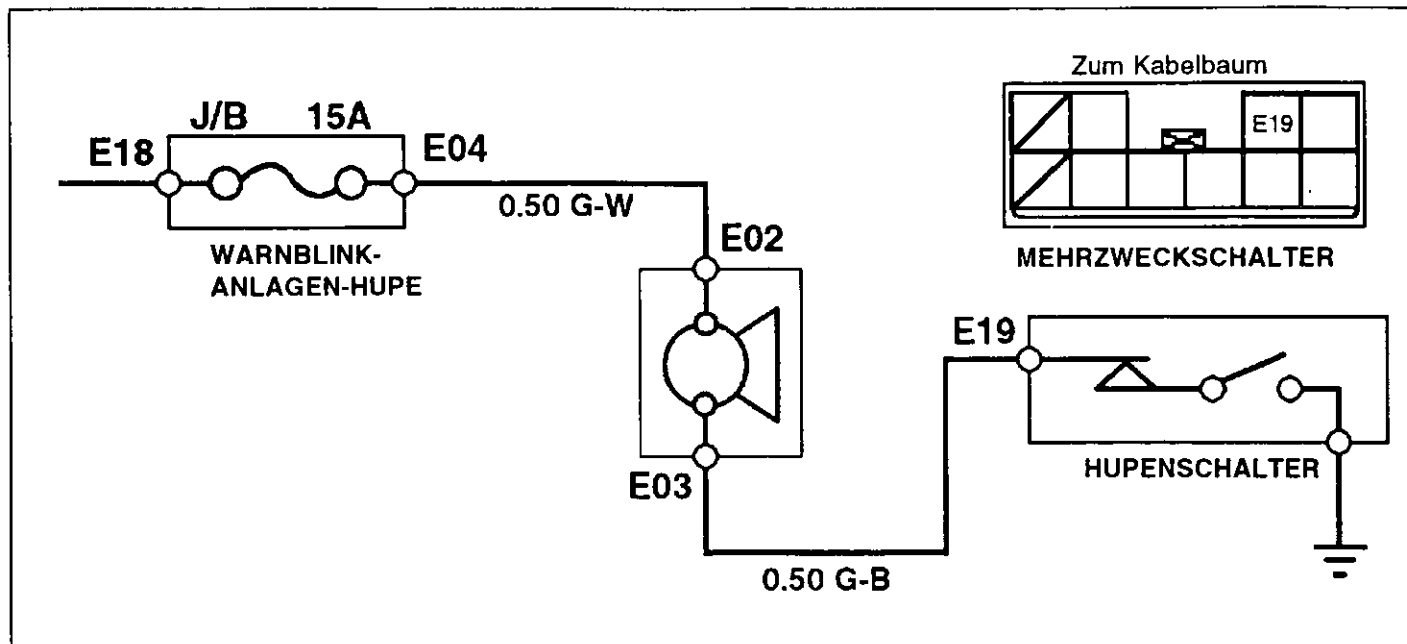 Zum Kabelbaum
E19
MEHRZWECKSCHALTER
J/B 15A
E18
E04
0.50 G-W
WARNBLINK-
ANLAGEN-HUPE
E02
E03
0.50 G-B
E19
HUPENSCHALTER